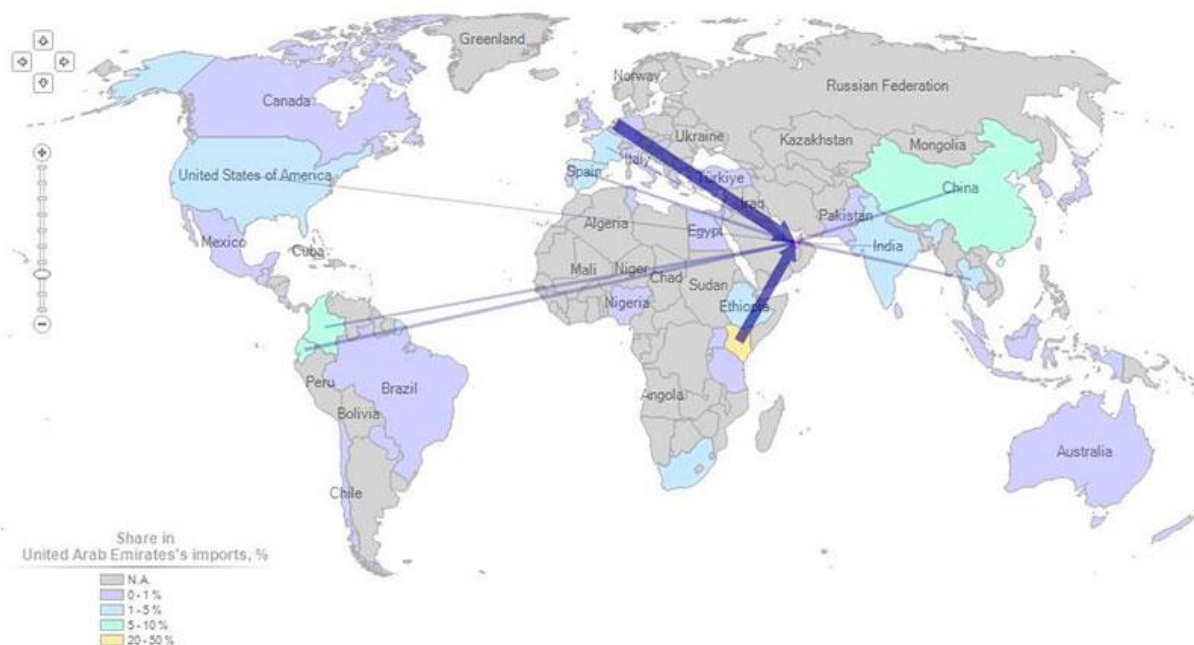 Greenland
Norway
Russian Federation
Canada
Ukraine
Kazakhstan
Mongolia
Italy
United States of America
Spain
Türkiye
China
Iraq
Pakistan
Algeria
Egypt
India
Mexico
Cuba
Mali
Niger
Chad
Sudan
Nigeria
Ethiopia
Peru
Brazil
Angola
Bolivia
Australia
Chile
Share in
United Arab Emirates's imports, %
N.A.
0 - 1 %
1 - 5 %
5 - 10 %
20 - 50 %